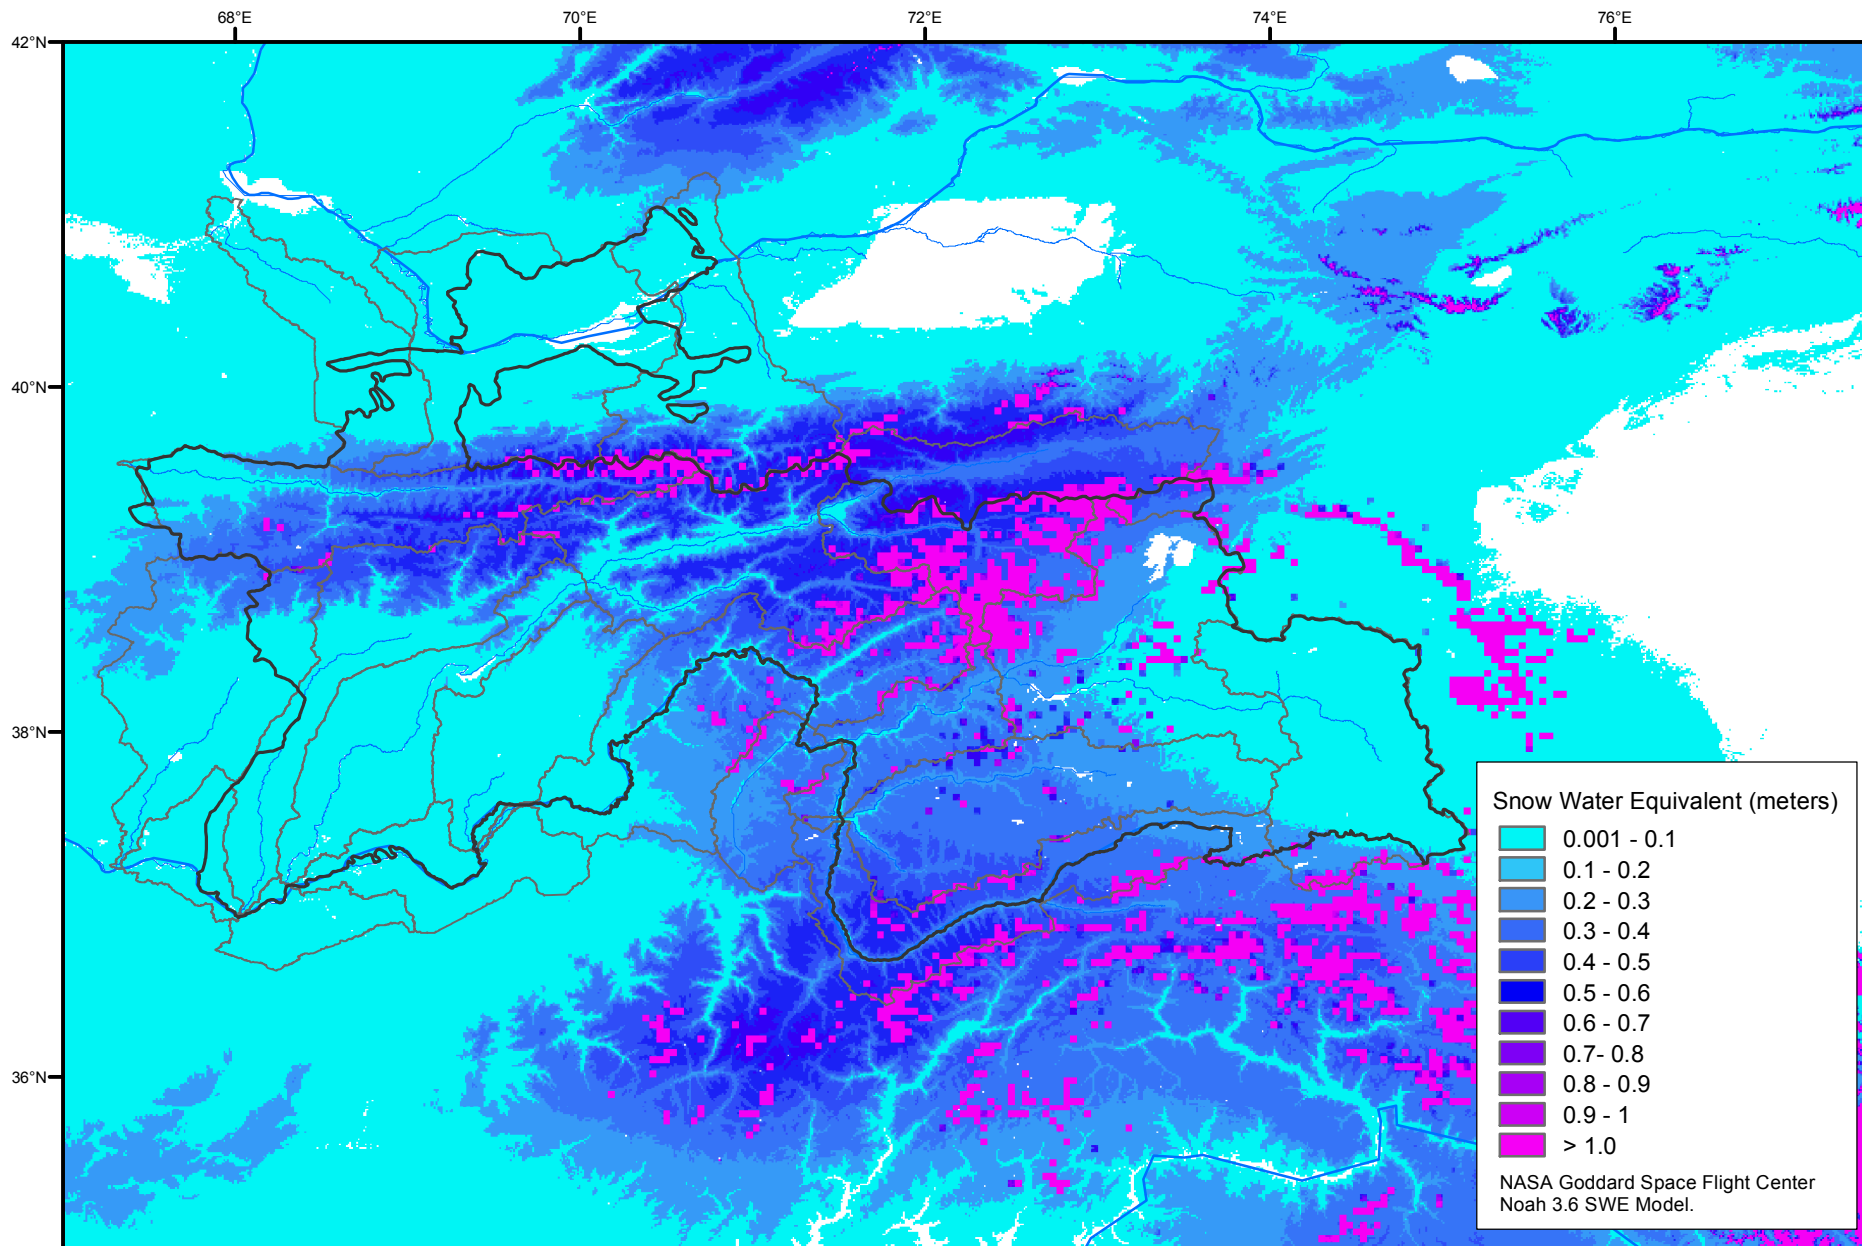 68°E 70°E 72°E 74°E 76°E
42°N
40°N
38°N
36°N
Snow Water Equivalent (meters)
0.001 - 0.1
0.1 - 0.2
0.2 - 0.3
0.3 - 0.4
0.4 - 0.5
0.5 - 0.6
0.6 - 0.7
0.7- 0.8
0.8 - 0.9
0.9 - 1
> 1.0
NASA Goddard Space Flight Center
Noah 3.6 SWE Model.